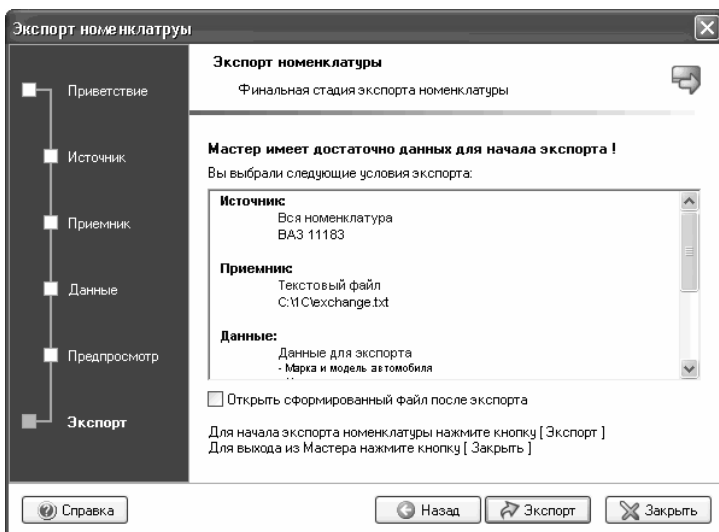 Экспорт номенклатруы
Экспорт номенклатуры
Финальная стадия экспорта номенклатуры
Приветствие
Источник
Приемник
Данные
Предпросмотр
Экспорт
Мастер имеет достаточно данных для начала экспорта !
Вы выбрали следующие условия экспорта:
Источник:
Вся номенклатура
ВАЗ 11183
Приемник:
Текстовый файл
C:\1C\exchange.txt
Данные:
Данные для экспорта
- Марка и модель автомобиля
Открыть сформированный файл после экспорта
Для начала экспорта номенклатуры нажмите кнопку [ Экспорт ]
Для выхода из Мастера нажмите кнопку [ Закрыть ]
Справка
Назад
Экспорт
Закрыть